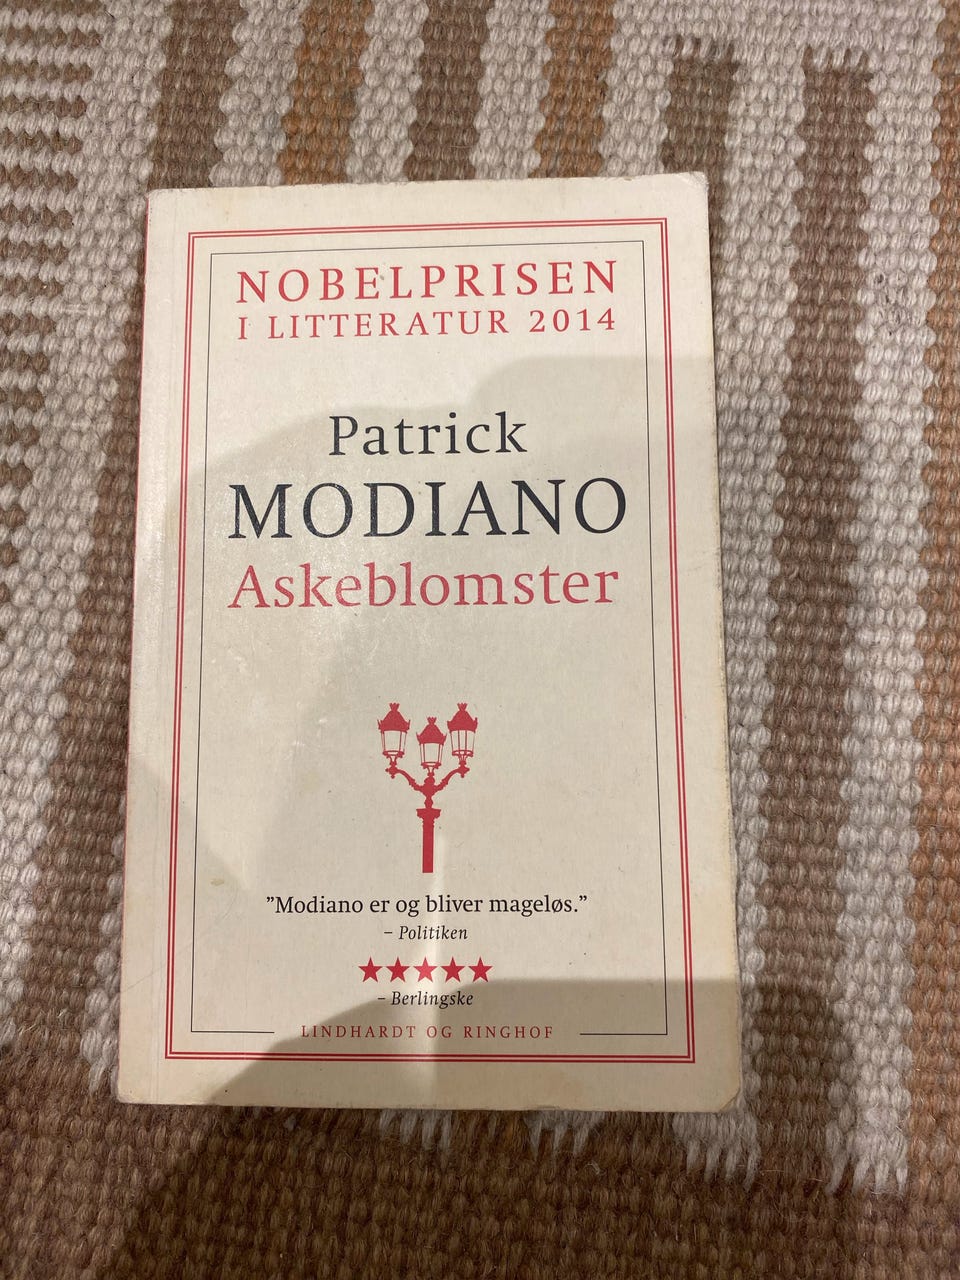 NOBELPRISEN
I LITTERATUR 2014
Patrick
MODIANO
Askeblomster
”Modiano er og bliver mageløs.”
– Politiken
★★★★★
– Berlingske
LINDHARDT OG RINGHOF